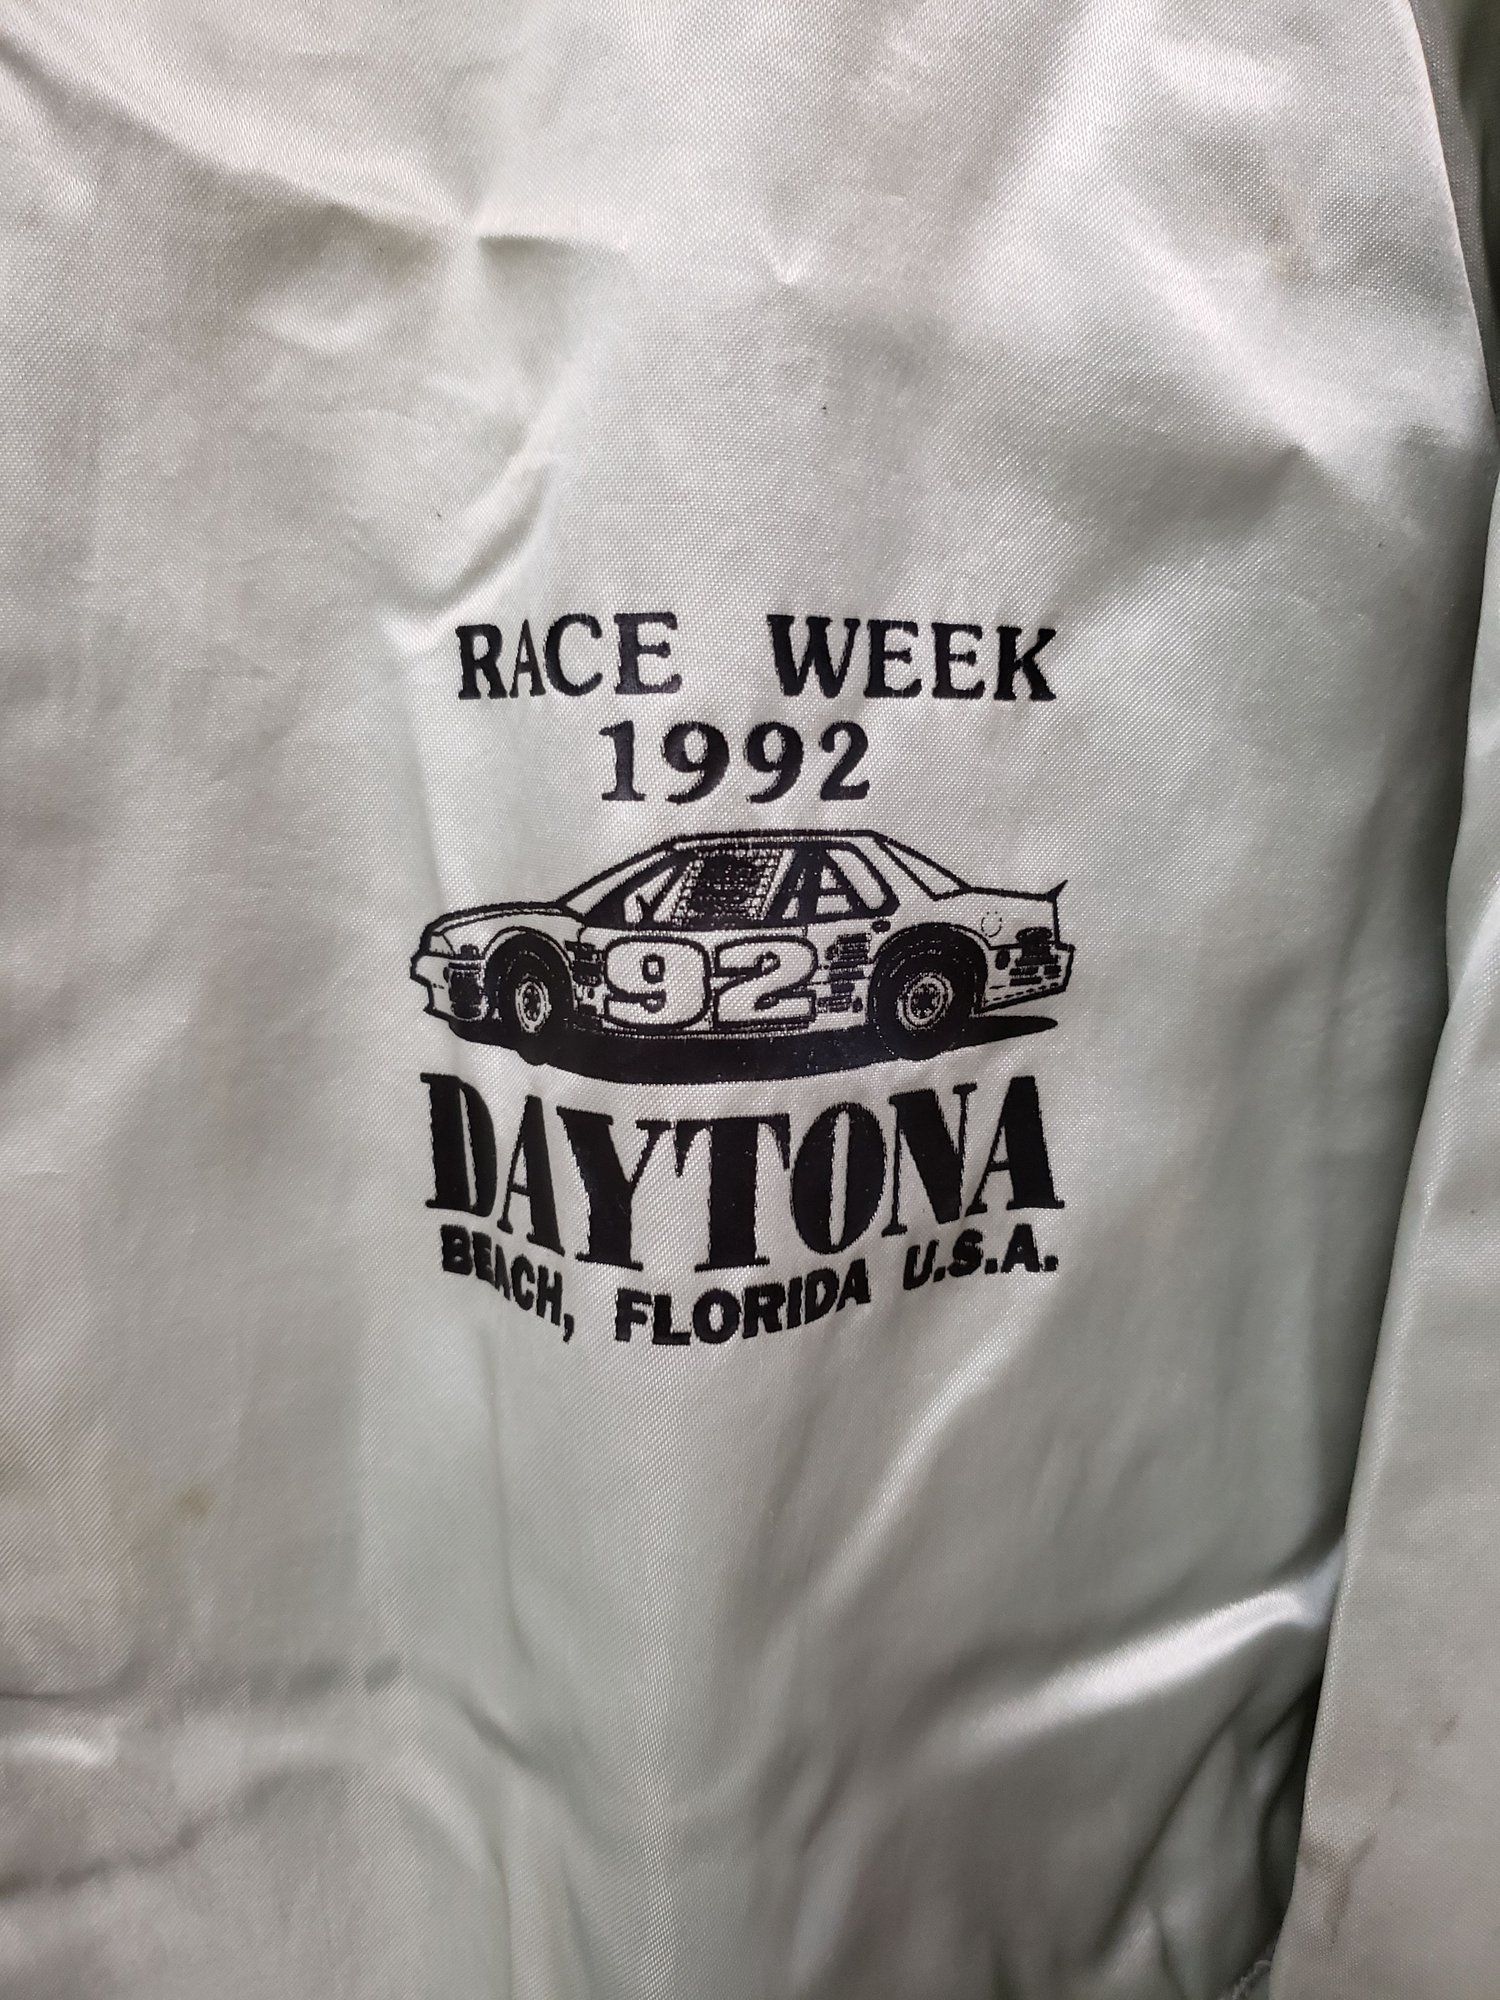 RACE WEEK
1992
92
DAYTONA
BEACH, FLORIDA U.S.A.